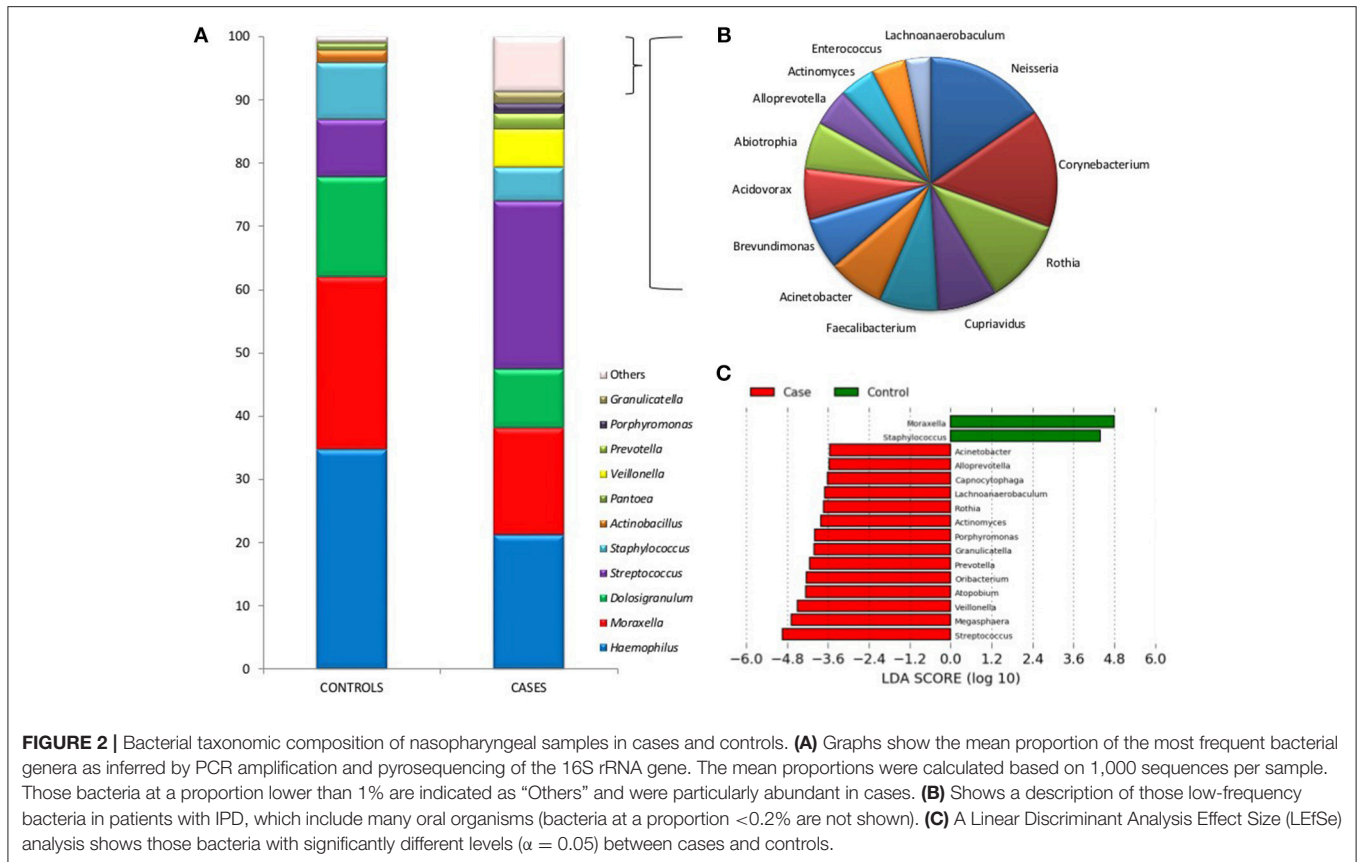 A
100
90
80
70
60
50
40
30
20
10
0
CONTROLS
CASES
Others
Granulicatella
Porphyromonas
Prevotella
Veillonella
Pantoea
Actinobacillus
Staphylococcus
Streptococcus
Dolosigranulum
Moraxella
Haemophilus
B
Lachnoanaerobaculum
Enterococcus
Actinomyces
Alloprevotella
Abiotrophia
Acidovorax
Brevundimonas
Acinetobacter
Faecalibacterium
Cupriavidus
Rothia
Corynebacterium
Neisseria
C
Case
Control
Moraxella
Staphylococcus
Acinetobacter
Alloprevotella
Capnocytophaga
Lachnoanaerobaculum
Rothia
Actinomyces
Porphyromonas
Granulicatella
Prevotella
Oribacterium
Atopobium
Veillonella
Megasphaera
Streptococcus
−6.0 −4.8 −3.6 −2.4 −1.2 0.0 1.2 2.4 3.6 4.8 6.0
LDA SCORE (log 10)
FIGURE 2 | Bacterial taxonomic composition of nasopharyngeal samples in cases and controls. (A) Graphs show the mean proportion of the most frequent bacterial
genera as inferred by PCR amplification and pyrosequencing of the 16S rRNA gene. The mean proportions were calculated based on 1,000 sequences per sample.
Those bacteria at a proportion lower than 1% are indicated as “Others” and were particularly abundant in cases. (B) Shows a description of those low-frequency
bacteria in patients with IPD, which include many oral organisms (bacteria at a proportion <0.2% are not shown). (C) A Linear Discriminant Analysis Effect Size (LEfSe)
analysis shows those bacteria with significantly different levels (α = 0.05) between cases and controls.